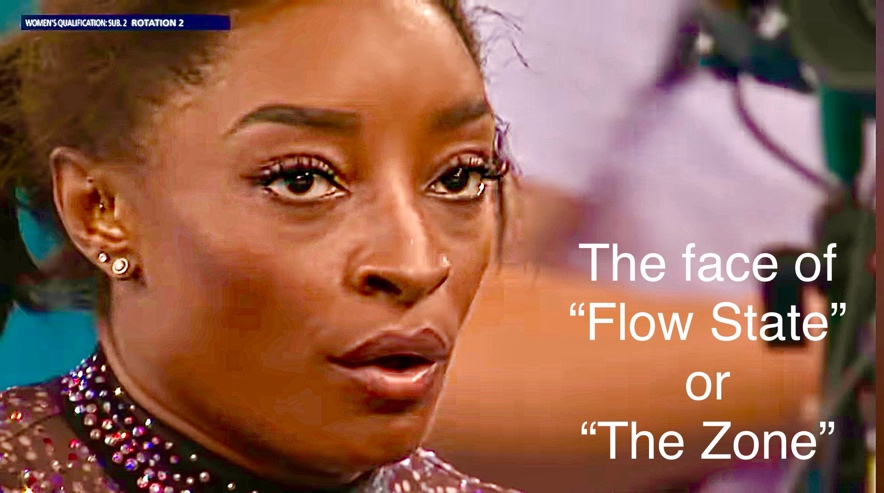 WOMEN'S QUALIFICATION: SUB. 2 ROTATION 2
The face of
“Flow State”
or
“The Zone”